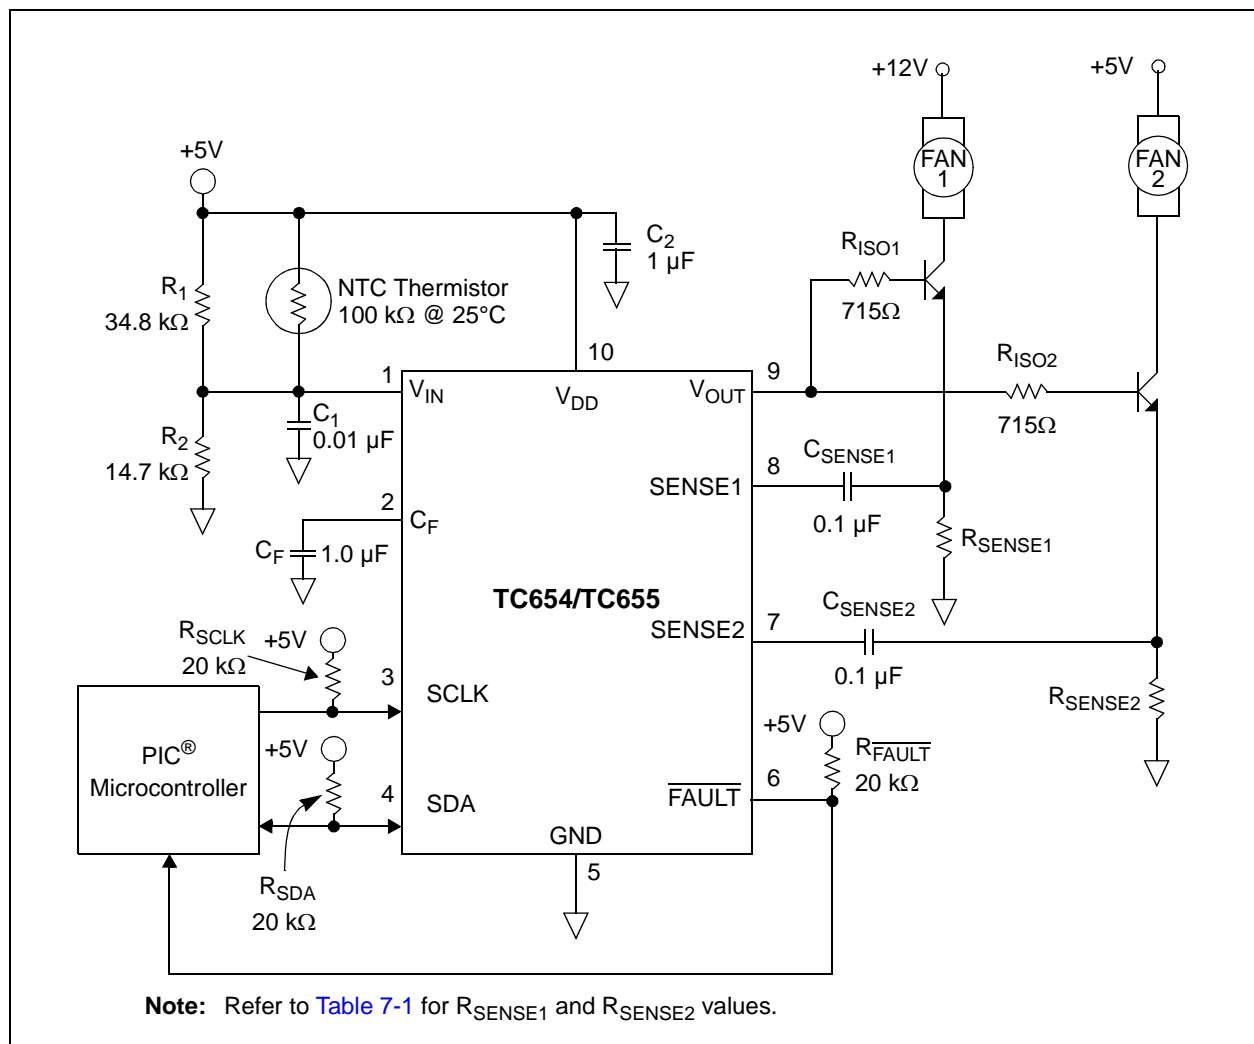 +12V
+5V
FAN
1
FAN
2
+5V
C2
1 µF
RISO1
715Ω
R1
34.8 kΩ
NTC Thermistor
100 kΩ @ 25°C
RISO2
715Ω
1
10
9
VIN
VDD
VOUT
R2
14.7 kΩ
C1
0.01 µF
CSENSE1
8
SENSE1
0.1 µF
RSENSE1
2
CF
CF
1.0 µF
TC654/TC655
CSENSE2
7
SENSE2
0.1 µF
RSENSE2
RSCLK
20 kΩ
+5V
3
SCLK
PIC®
Microcontroller
+5V
4
SDA
RSDA
20 kΩ
+5V
RFAULT
20 kΩ
6
FAULT
GND
5
Note: Refer to Table 7-1 for RSENSE1 and RSENSE2 values.